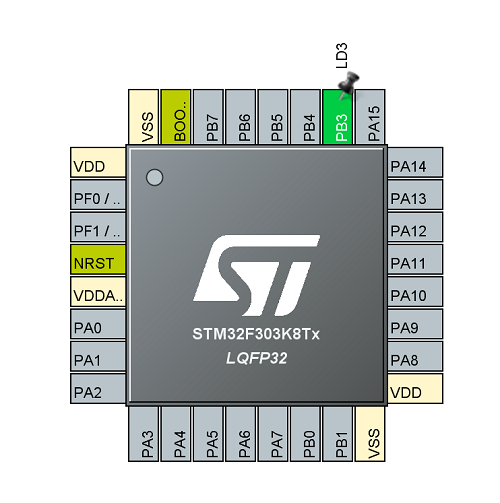 LD3
VSS
BOO..
PB7
PB6
PB5
PB4
PB3
PA15
VDD
PF0 / ..
PF1 / ..
NRST
VDDA..
PA0
PA1
PA2
PA14
PA13
PA12
PA11
PA10
PA9
PA8
VDD
ST
STM32F303K8Tx
LQFP32
PA3
PA4
PA5
PA6
PA7
PB0
PB1
VSS